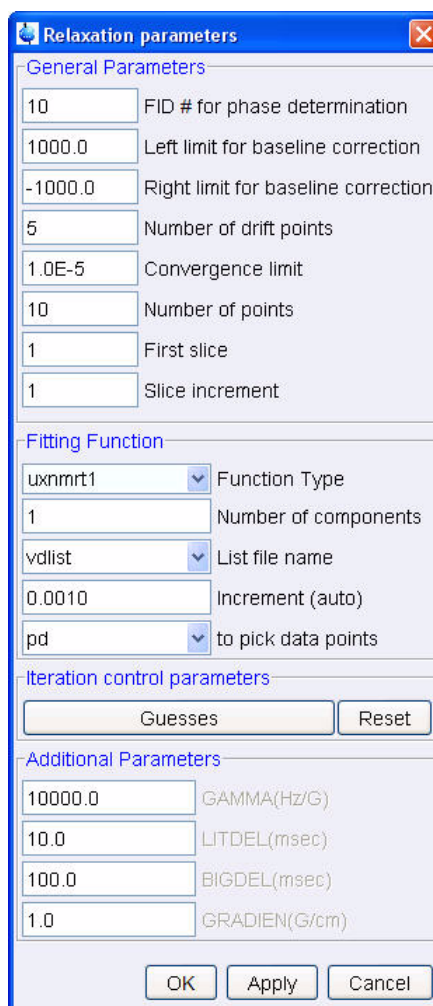 Relaxation parameters
General Parameters
10 FID # for phase determination
1000.0 Left limit for baseline correction
-1000.0 Right limit for baseline correction
5 Number of drift points
1.0E-5 Convergence limit
10 Number of points
1 First slice
1 Slice increment
Fitting Function
uxnmrt1 Function Type
1 Number of components
vdlist List file name
0.0010 Increment (auto)
pd to pick data points
Iteration control parameters
Guesses Reset
Additional Parameters
10000.0 GAMMA(Hz/G)
10.0 LITDEL(msec)
100.0 BIGDEL(msec)
1.0 GRADIEN(G/cm)
OK Apply Cancel